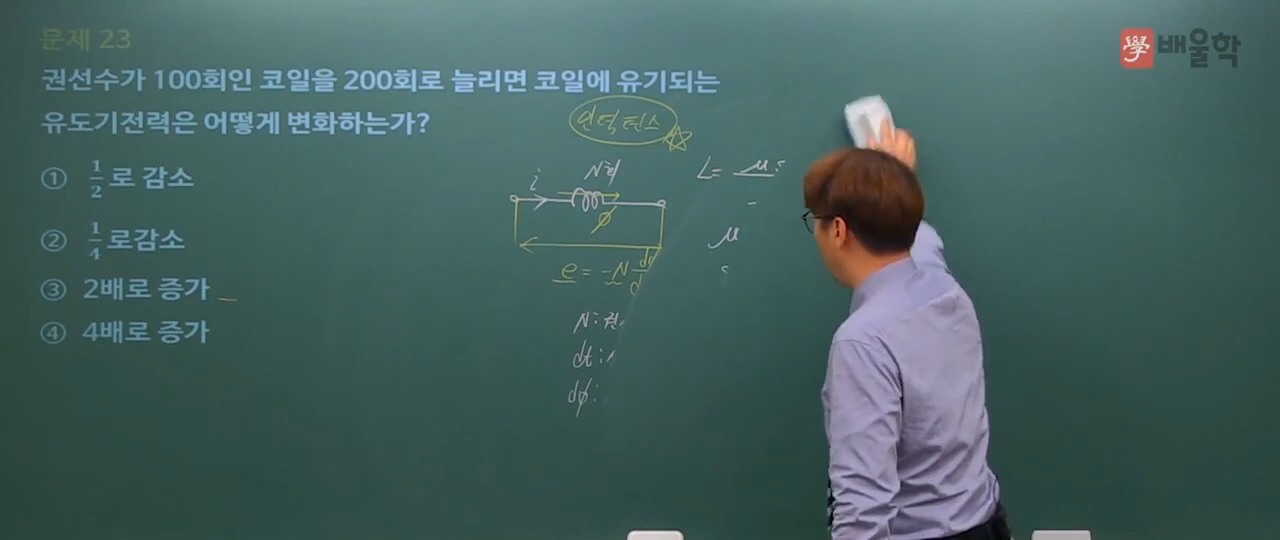 문제 23
學 배울학
권선수가 100회인 코일을 200회로 늘리면 코일에 유기되는
유도기전력은 어떻게 변화하는가?
① 1/2로 감소
② 1/4로감소
③ 2배로 증가
④ 4배로 증가
인덕턴스
i
N회
φ
e = -N dφ/d
N: 권
dt:
dφ:
L= μ
μ